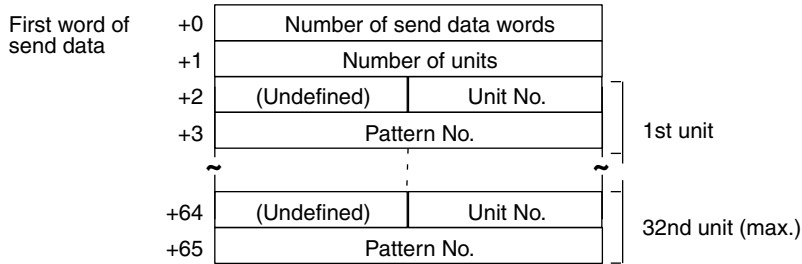 First word of
send data
+0 Number of send data words
+1 Number of units
+2 (Undefined) Unit No.
+3 Pattern No.
1st unit
~ ~
+64 (Undefined) Unit No.
+65 Pattern No.
32nd unit (max.)